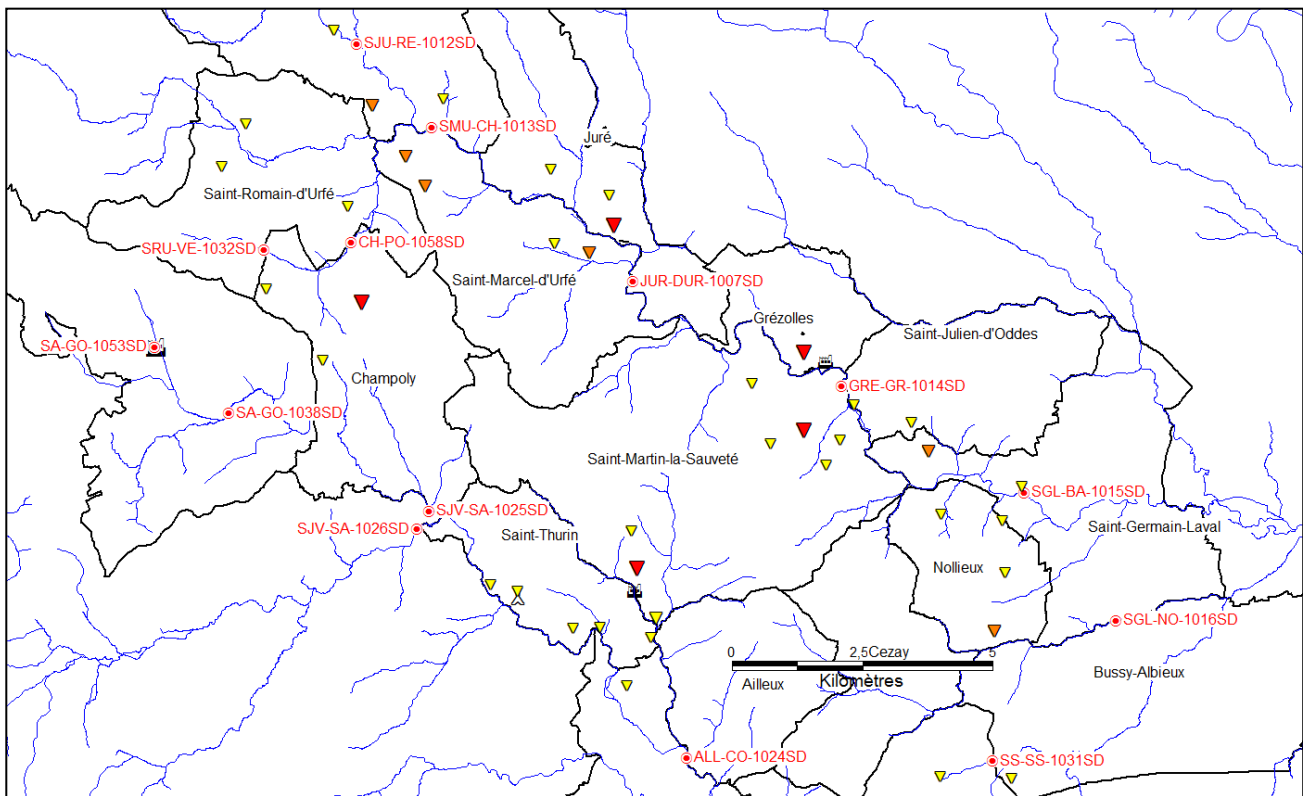 SJU-RE-1012SD
SMU-CH-1013SD
Juré
Saint-Romain-d'Urfé
CH-PO-1058SD
SRU-VE-1032SD
Saint-Marcel-d'Urfé
JUR-DUR-1007SD
Grézolles
Saint-Julien-d'Oddes
SA-GO-1053SD
Champoly
GRE-GR-1014SD
SA-GO-1038SD
Saint-Martin-la-Sauveté
SGL-BA-1015SD
SJV-SA-1025SD
SJV-SA-1026SD
Saint-Thurin
Saint-Germain-Laval
Nollieux
SGL-NO-1016SD
0 2,5 Cezay 5
Ailleux
Kilomètres
Bussy-Albieux
ALL-CO-1024SD
SS-SS-1031SD